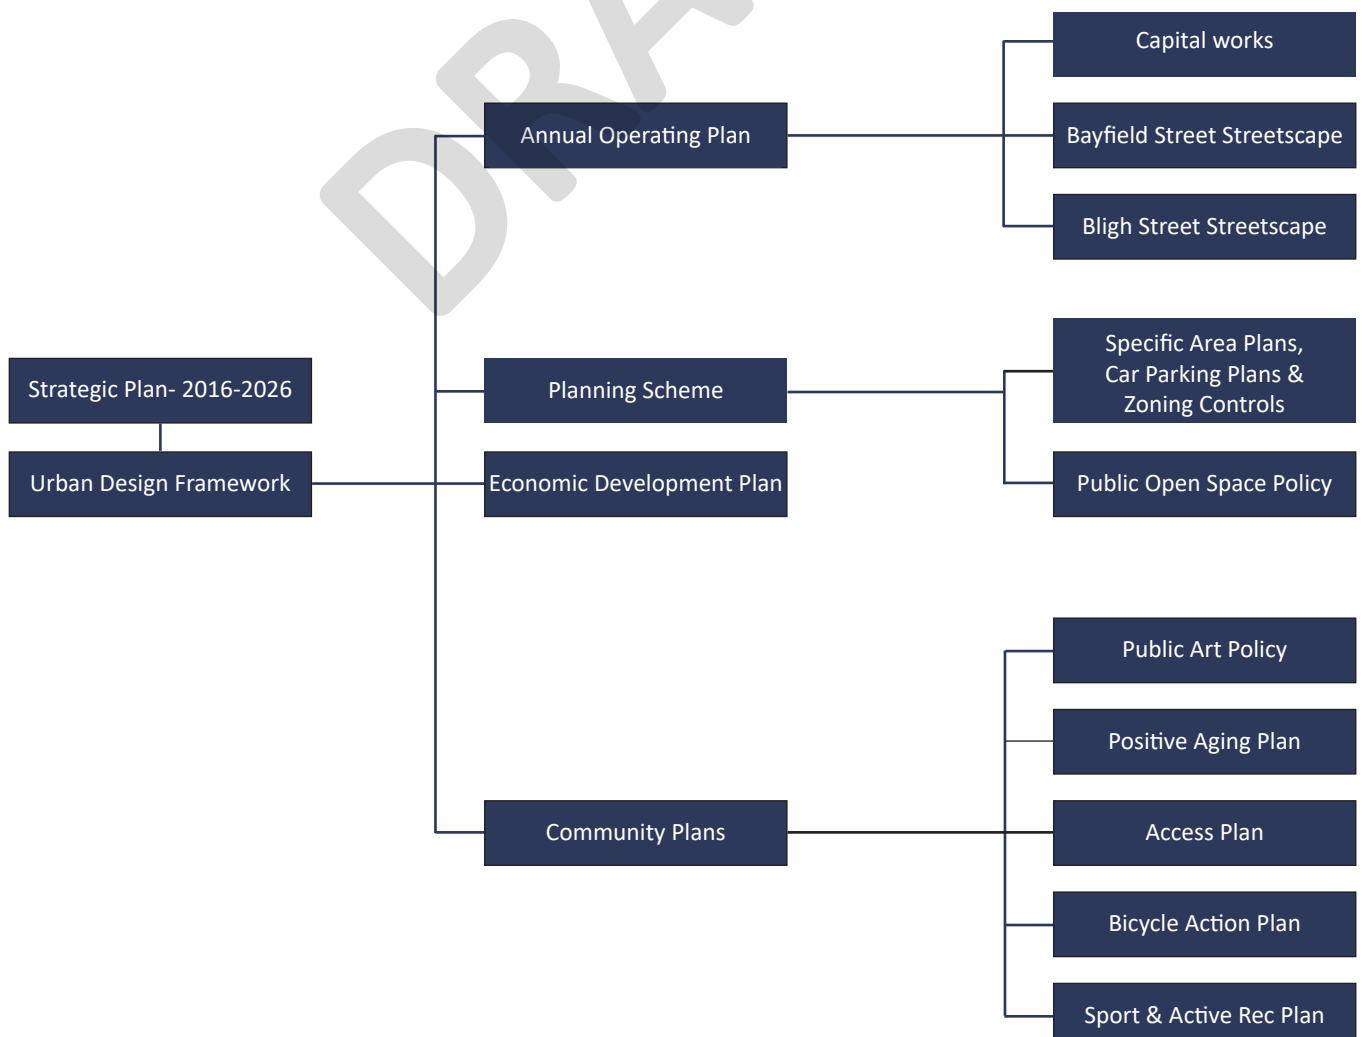 DRA
Capital works
Annual Operating Plan
Bayfield Street Streetscape
Bligh Street Streetscape
Strategic Plan- 2016-2026
Planning Scheme
Specific Area Plans,
Car Parking Plans &
Zoning Controls
Urban Design Framework
Economic Development Plan
Public Open Space Policy
Public Art Policy
Positive Aging Plan
Community Plans
Access Plan
Bicycle Action Plan
Sport & Active Rec Plan